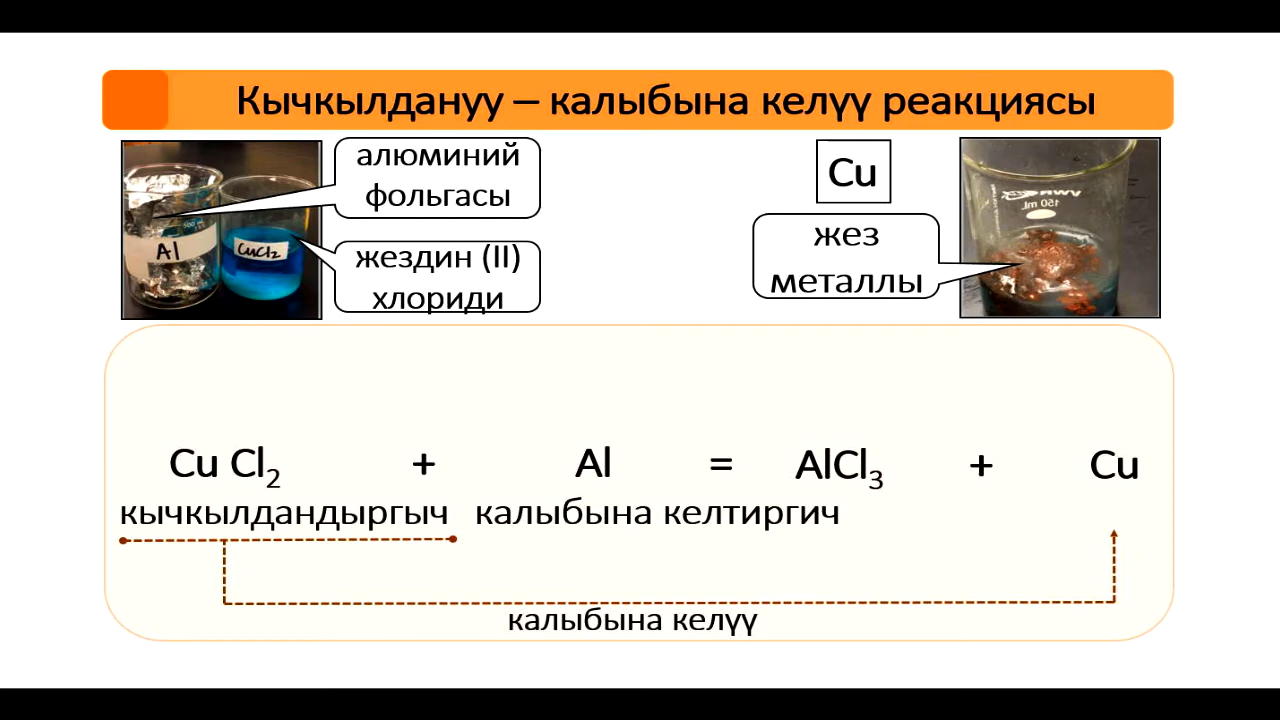 Кычкылдануу – калыбына келүү реакциясы
алюминий
фольгасы
Al
CuCl2
жездин (II)
хлориди
Cu
жез
металлы
VWR
150 mL
Cu Cl₂ + Al = AlCl₃ + Cu
кычкылдандыргыч калыбына келтиргич
калыбына келүү